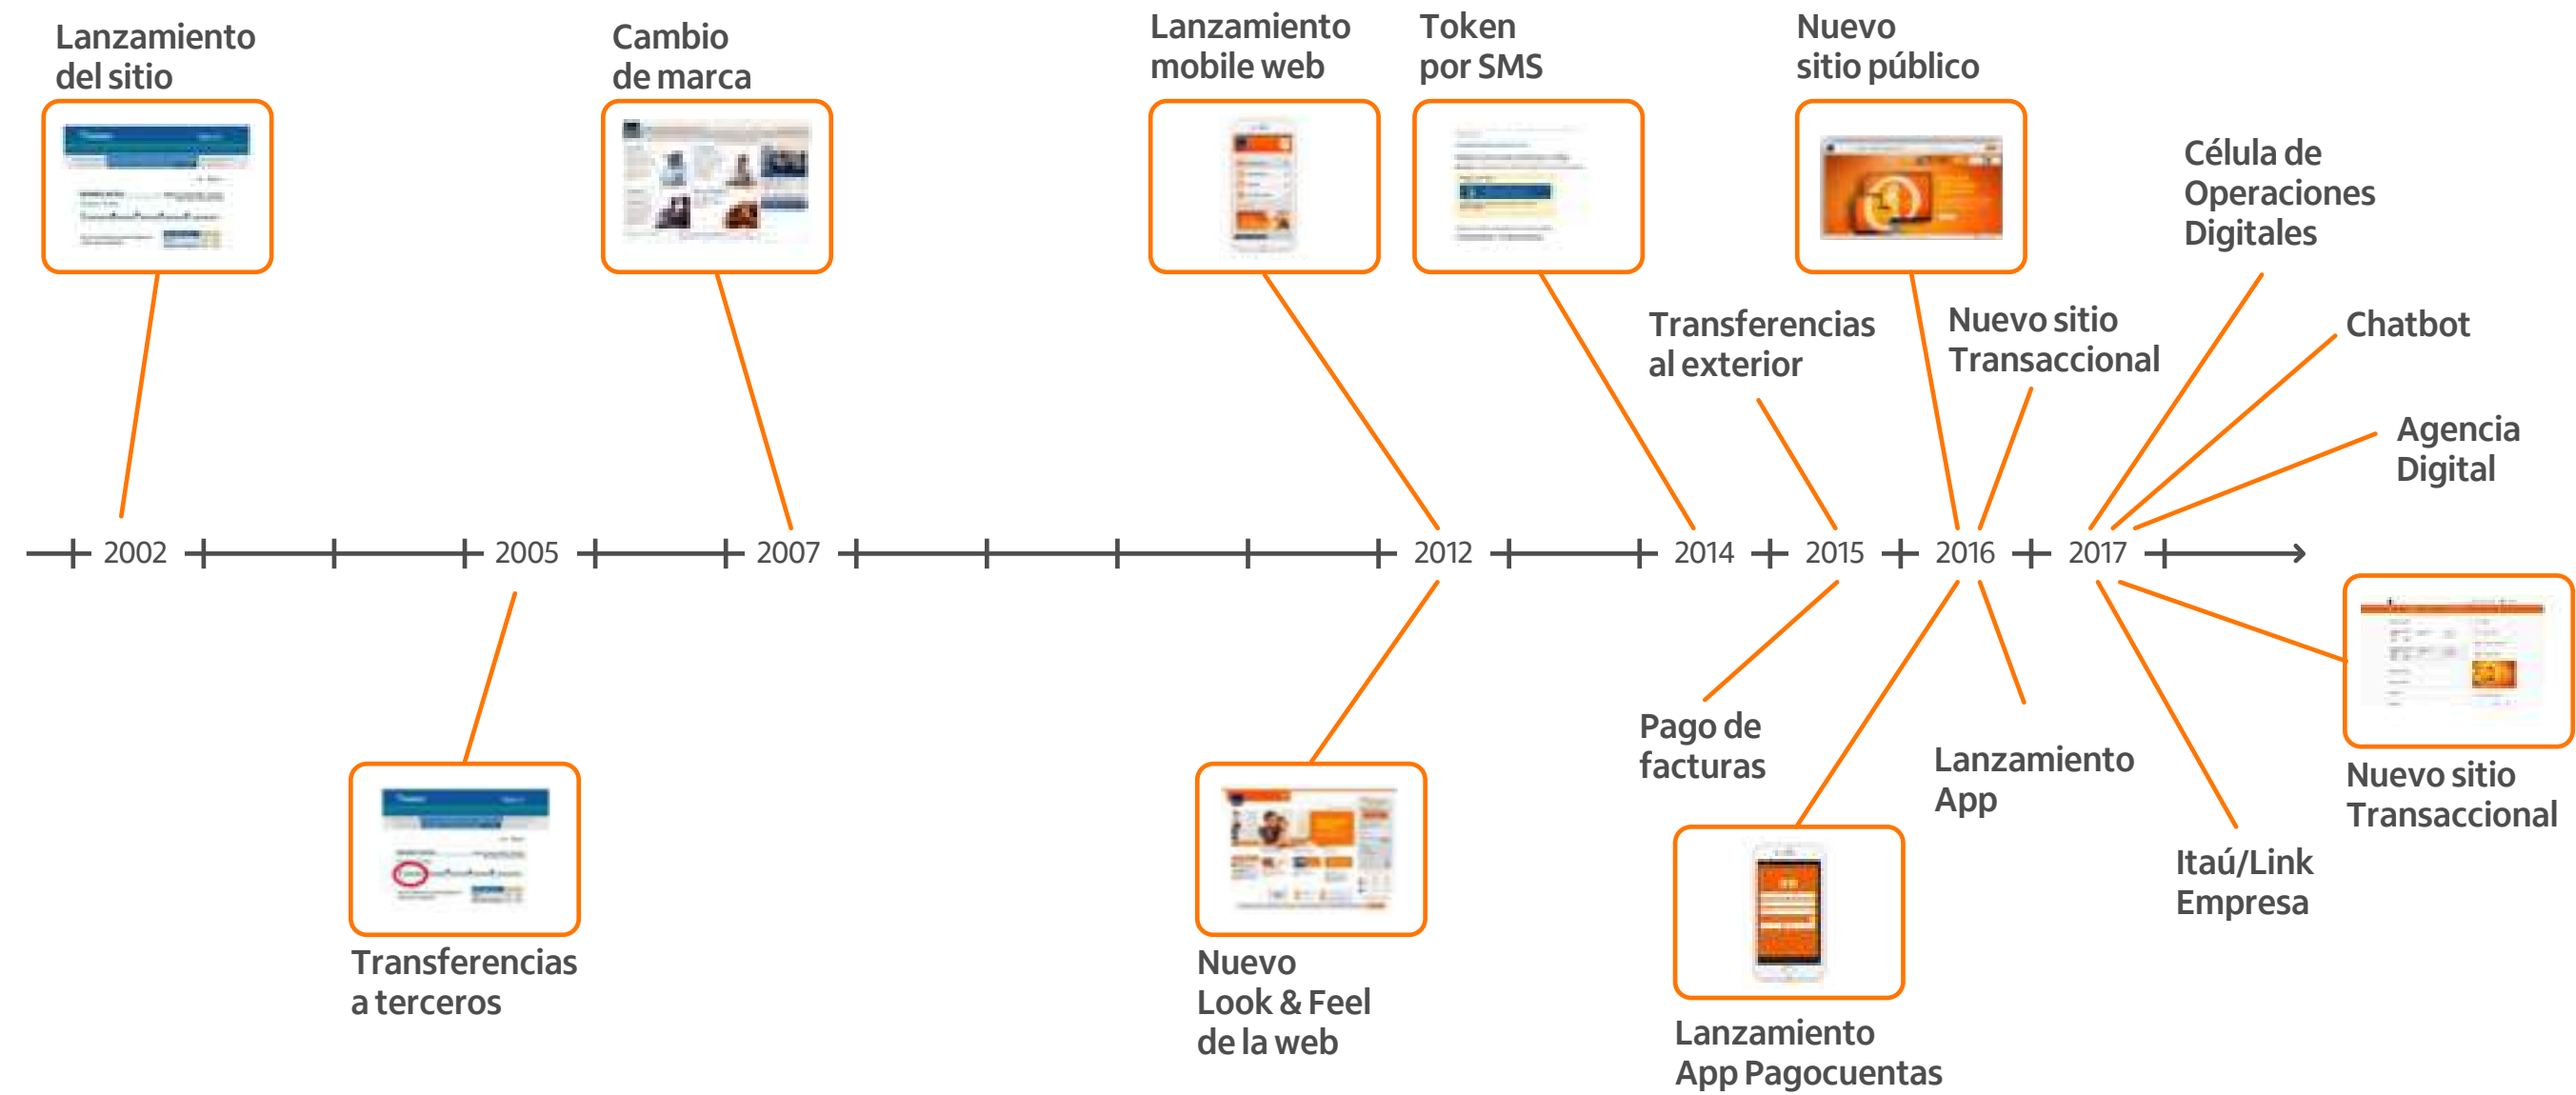 Lanzamiento
del sitio
Cambio
de marca
Lanzamiento
mobile web
Token
por SMS
Nuevo
sitio público
Célula de
Operaciones
Digitales
Transferencias
al exterior
Nuevo sitio
Transaccional
Chatbot
Agencia
Digital
2002
2005
2007
2012
2014
2015
2016
2017
Pago de
facturas
Lanzamiento
App
Nuevo sitio
Transaccional
Itaú/Link
Empresa
Transferencias
a terceros
Nuevo
Look & Feel
de la web
Lanzamiento
App Pagocuentas